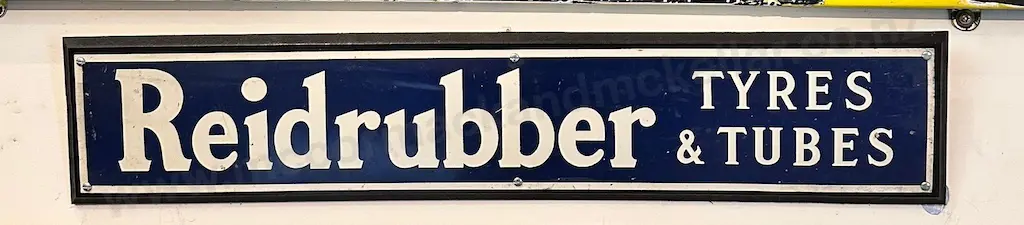 Reidrubber
TYRES
& TUBES